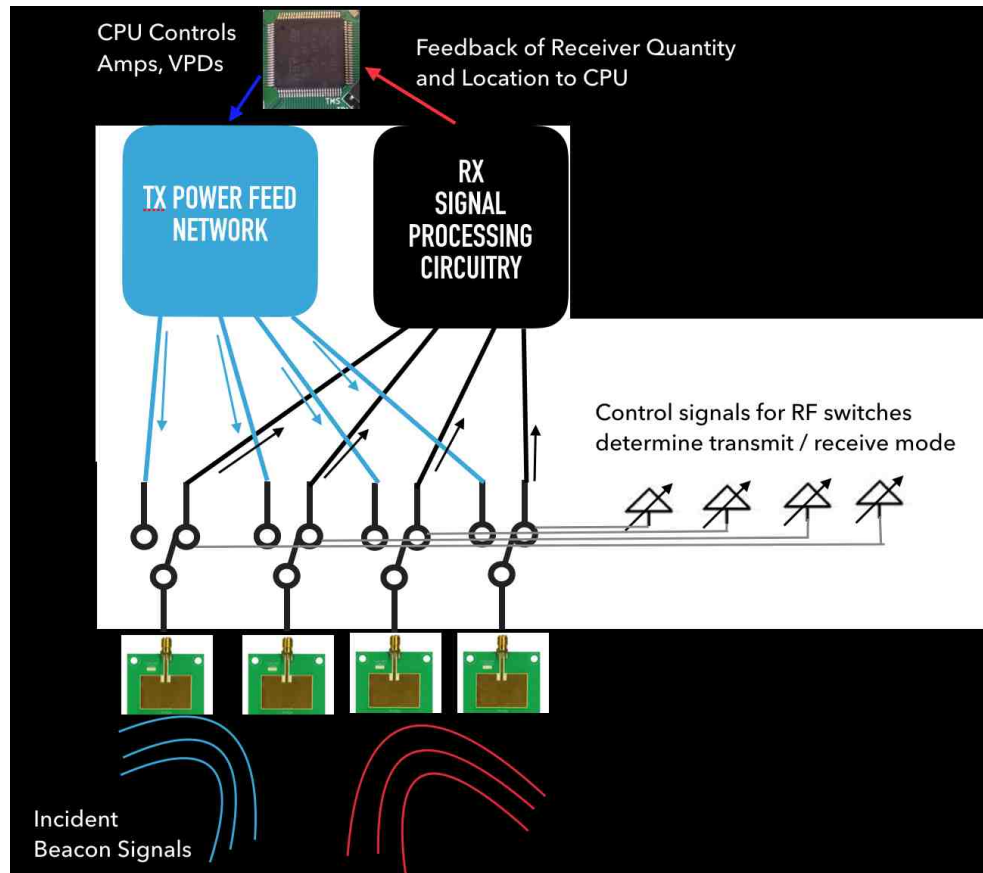 CPU Controls
Amps, VPDs
Feedback of Receiver Quantity
and Location to CPU
TMS
TX POWER FEED
NETWORK
RX
SIGNAL
PROCESSING
CIRCUITRY
Control signals for RF switches
determine transmit / receive mode
Incident
Beacon Signals